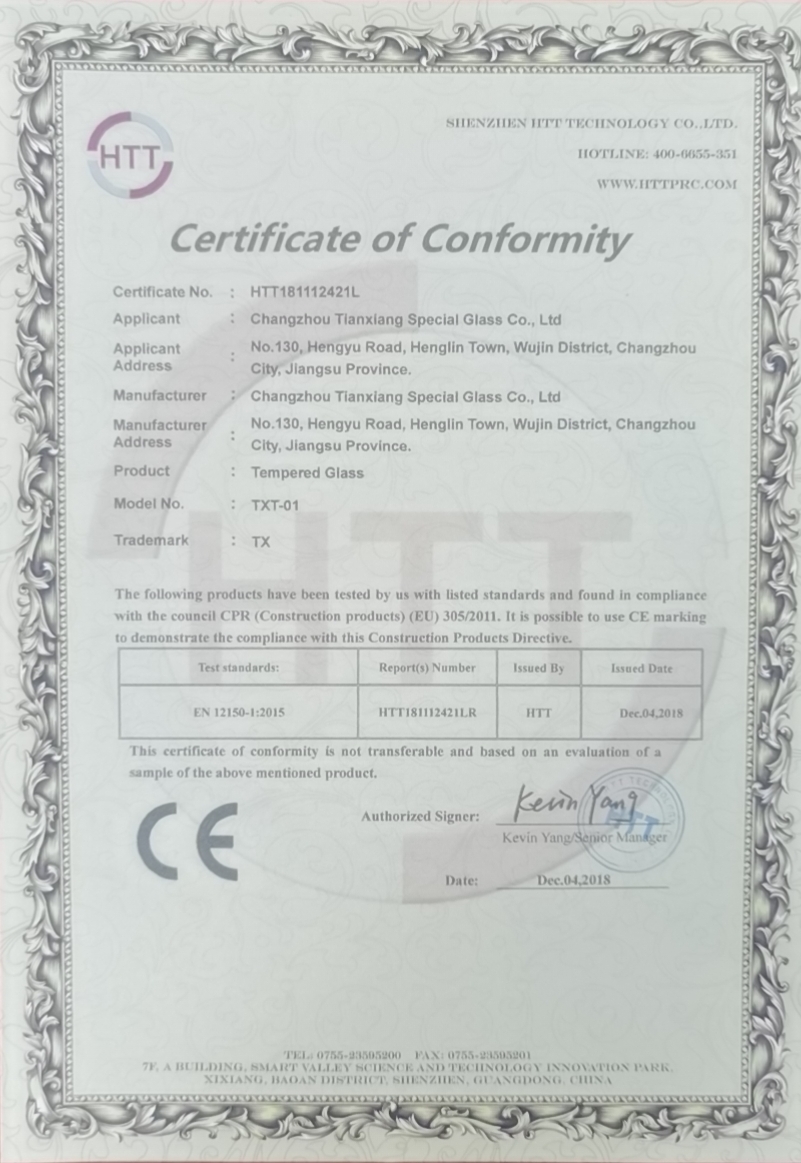 HTT
SHENZHEN HTT TECHNOLOGY CO.,LTD.
HOTLINE: 400-6655-351
WWW.HTTPRC.COM
Certificate of Conformity
Certificate No. : HTT181112421L
Applicant : Changzhou Tianxiang Special Glass Co., Ltd
Applicant Address : No.130, Hengyu Road, Henglin Town, Wujin District, Changzhou
City, Jiangsu Province.
Manufacturer : Changzhou Tianxiang Special Glass Co., Ltd
Manufacturer Address : No.130, Hengyu Road, Henglin Town, Wujin District, Changzhou
City, Jiangsu Province.
Product : Tempered Glass
Model No. : TXT-01
Trademark : TX
HTT
The following products have been tested by us with listed standards and found in compliance
with the council CPR (Construction products) (EU) 305/2011. It is possible to use CE marking
to demonstrate the compliance with this Construction Products Directive.
Test standards: Report(s) Number Issued By Issued Date
EN 12150-1:2015 HTT181112421LR HTT Dec.04,2018
This certificate of conformity is not transferable and based on an evaluation of a
sample of the above mentioned product.
CE
Authorized Signer: Kevin Yang
HTT
Kevin Yang/Senior Manager
Date: Dec.04,2018
TEL: 0755-23595200 FAX: 0755-23595201
7F, A BUILDING, SMART VALLEY SCIENCE AND TECHNOLOGY INNOVATION PARK,
XIXIANG, BAOAN DISTRICT, SHENZHEN, GUANGDONG, CHINA